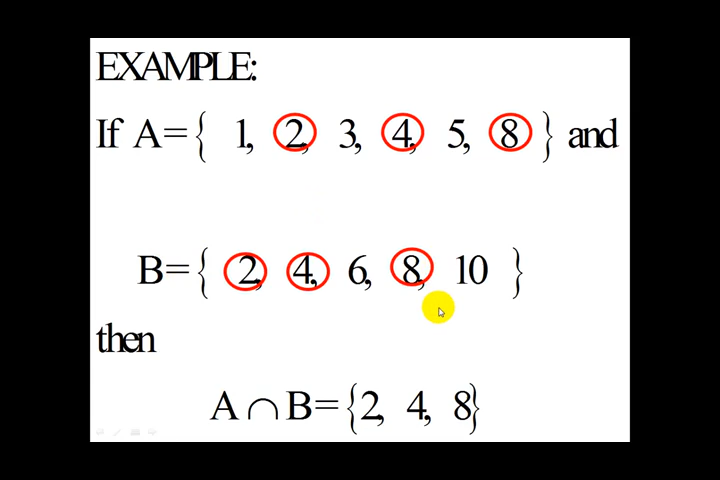 EXAMPLE:
If A={ 1, 2, 3, 4, 5, 8 } and
B={ 2, 4, 6, 8, 10 }
then
A ∩ B={2, 4, 8}